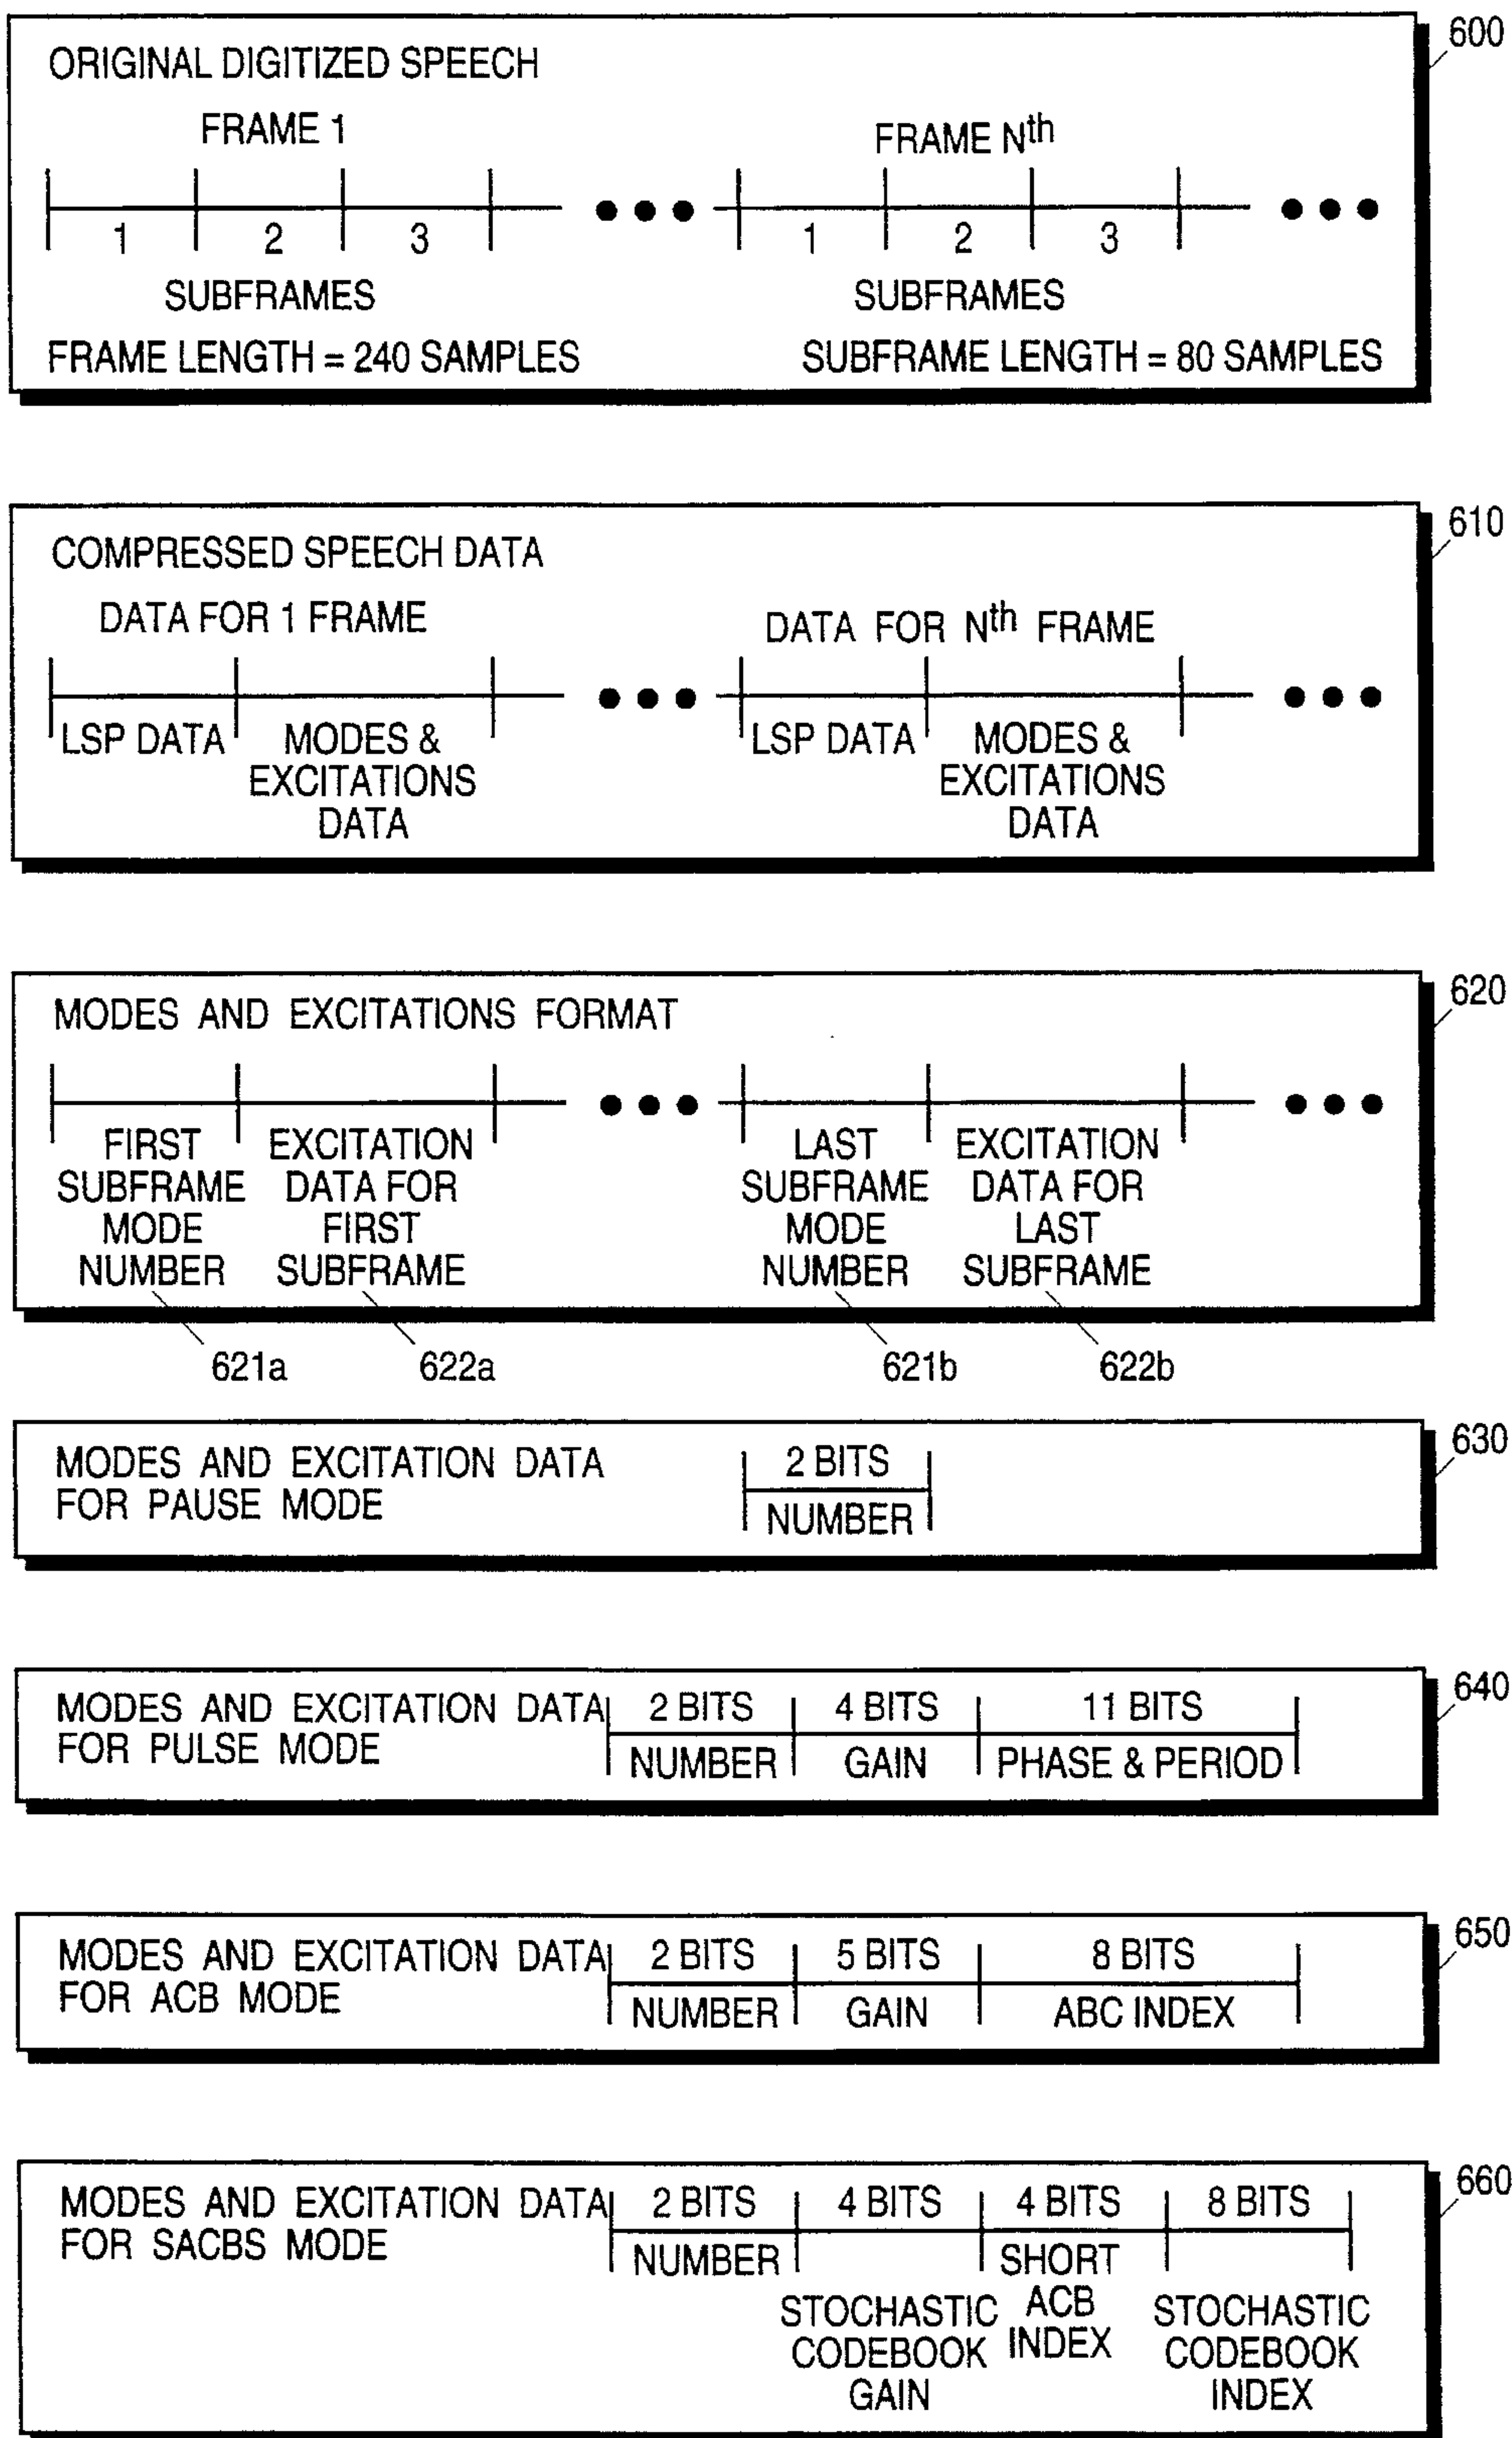 600
ORIGINAL DIGITIZED SPEECH
FRAME 1
FRAME Nth
1 2 3 1 2 3
SUBFRAMES SUBFRAMES
FRAME LENGTH = 240 SAMPLES SUBFRAME LENGTH = 80 SAMPLES
610
COMPRESSED SPEECH DATA
DATA FOR 1 FRAME
DATA FOR Nth FRAME
LSP DATA MODES & LSP DATA MODES &
EXCITATIONS EXCITATIONS
DATA DATA
620
MODES AND EXCITATIONS FORMAT
FIRST EXCITATION LAST EXCITATION
SUBFRAME DATA FOR SUBFRAME DATA FOR
MODE FIRST MODE LAST
NUMBER SUBFRAME NUMBER SUBFRAME
621a 622a 621b 622b
630
MODES AND EXCITATION DATA 2 BITS
FOR PAUSE MODE NUMBER
640
MODES AND EXCITATION DATA 2 BITS 4 BITS 11 BITS
FOR PULSE MODE NUMBER GAIN PHASE & PERIOD
650
MODES AND EXCITATION DATA 2 BITS 5 BITS 8 BITS
FOR ACB MODE NUMBER GAIN ABC INDEX
660
MODES AND EXCITATION DATA 2 BITS 4 BITS 4 BITS 8 BITS
FOR SACBS MODE NUMBER SHORT
STOCHASTIC ACB STOCHASTIC
CODEBOOK INDEX CODEBOOK
GAIN INDEX